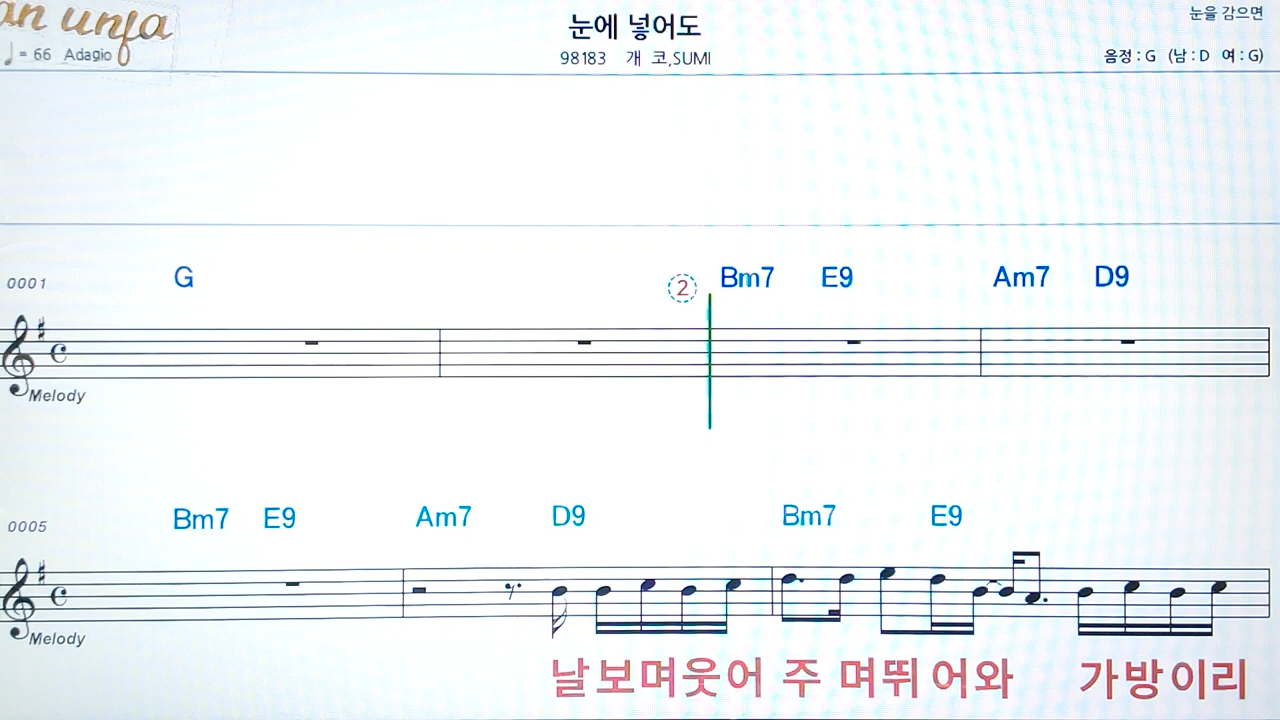 an unfa
눈에 넣어도
눈을 감으면
♩ = 66 Adagio
98183 개 코,SUMI
음정 : G (남 : D 여 : G)
0001 G ② Bm7 E9 Am7 D9
Melody
0005 Bm7 E9 Am7 D9 Bm7 E9
Melody
날보며웃어 주 며뛰 어와 가방이리